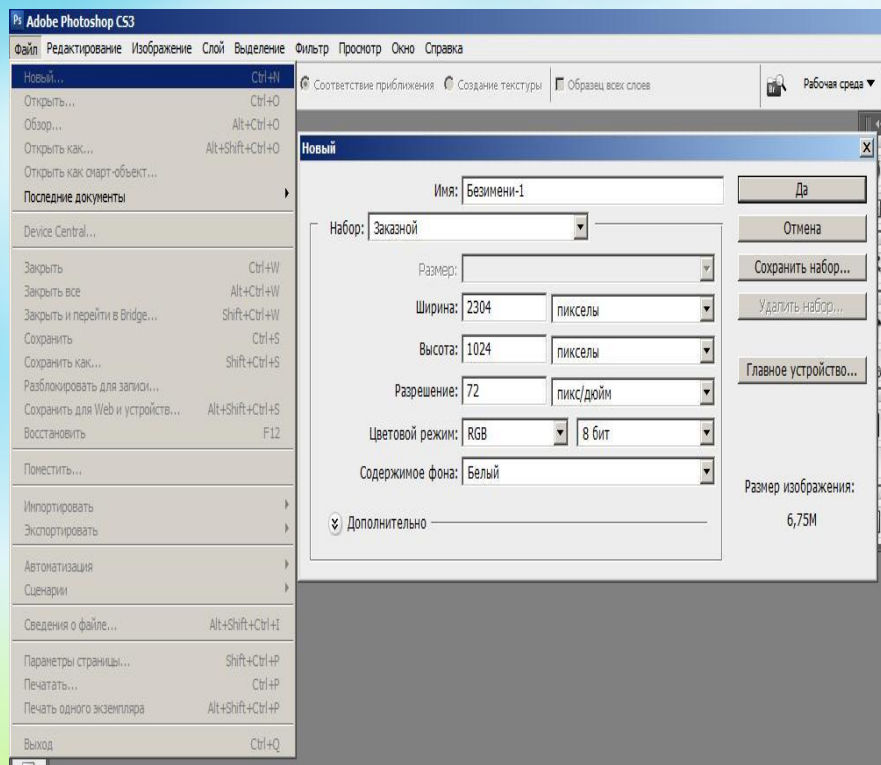 Ps Adobe Photoshop CS3
Файл Редактирование Изображение Слой Выделение Фильтр Просмотр Окно Справка
Соответствие приближения Создание текстуры Образец всех слоев Рабочая среда
Новый... Ctrl+N
Открыть... Ctrl+O
Обзор... Alt+Ctrl+O
Открыть как... Alt+Shift+Ctrl+O
Открыть как смарт-объект...
Последние документы
Device Central...
Закрыть Ctrl+W
Закрыть все Alt+Ctrl+W
Закрыть и перейти в Bridge... Shift+Ctrl+W
Сохранить Ctrl+S
Сохранить как... Shift+Ctrl+S
Разблокировать для записи...
Сохранить для Web и устройств... Alt+Shift+Ctrl+S
Восстановить F12
Поместить...
Импортировать
Экспортировать
Автоматизация
Сценарии
Сведения о файле... Alt+Shift+Ctrl+I
Параметры страницы... Shift+Ctrl+P
Печатать... Ctrl+P
Печать одного экземпляра Alt+Shift+Ctrl+P
Выход Ctrl+Q
Новый
Имя: Безимени-1
Набор: Заказной
Размер:
Ширина: 2304 пикселы
Высота: 1024 пикселы
Разрешение: 72 пикс/дюйм
Цветовой режим: RGB 8 бит
Содержимое фона: Белый
Дополнительно
Да
Отмена
Сохранить набор...
Удалить набор...
Главное устройство...
Размер изображения:
6,75M